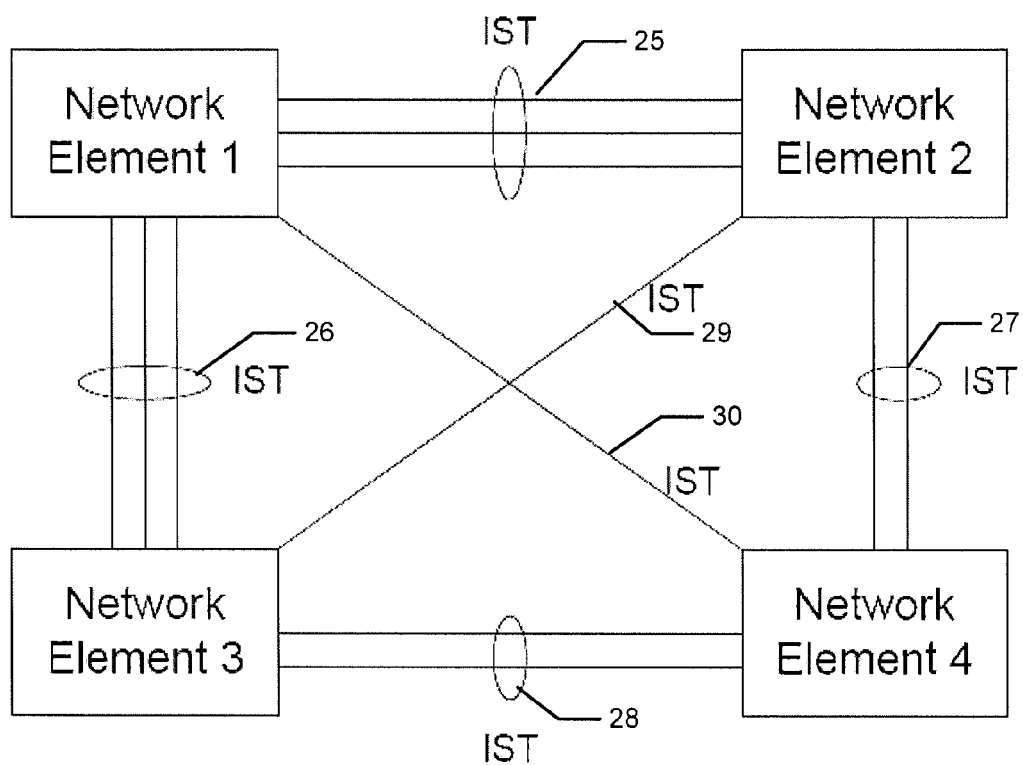 IST
25
Network
Element 1
Network
Element 2
IST
29
26
IST
27
IST
30
IST
Network
Element 3
Network
Element 4
28
IST